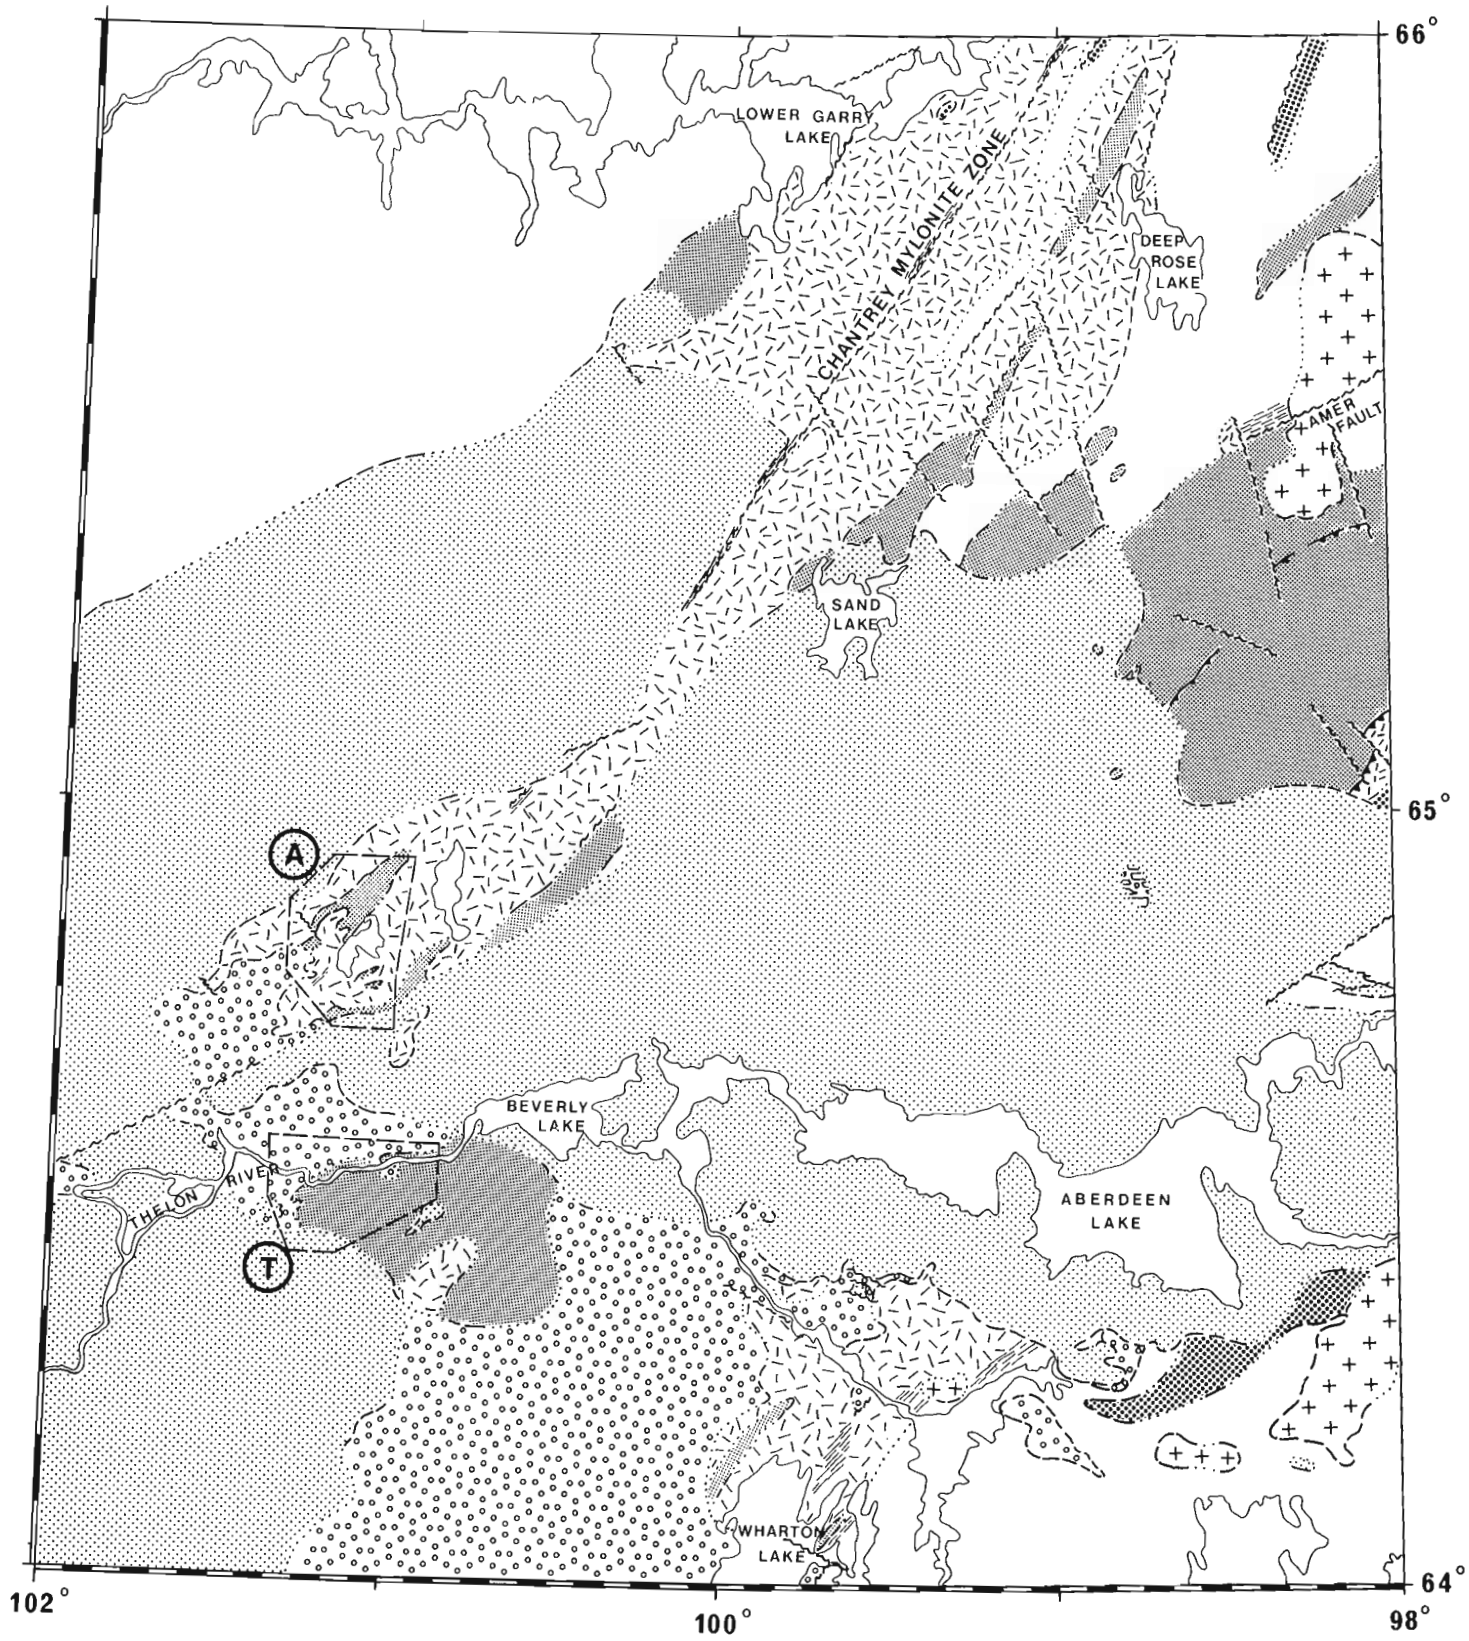 66°
LOWER GARRY
LAKE
CHANTREY MYLONITE ZONE
DEEP
ROSE
LAKE
AMER
FAULT
SAND
LAKE
65°
A
BEVERLY
LAKE
THELON RIVER
ABERDEEN
LAKE
T
WHARTON
LAKE
64°
102°
100°
98°